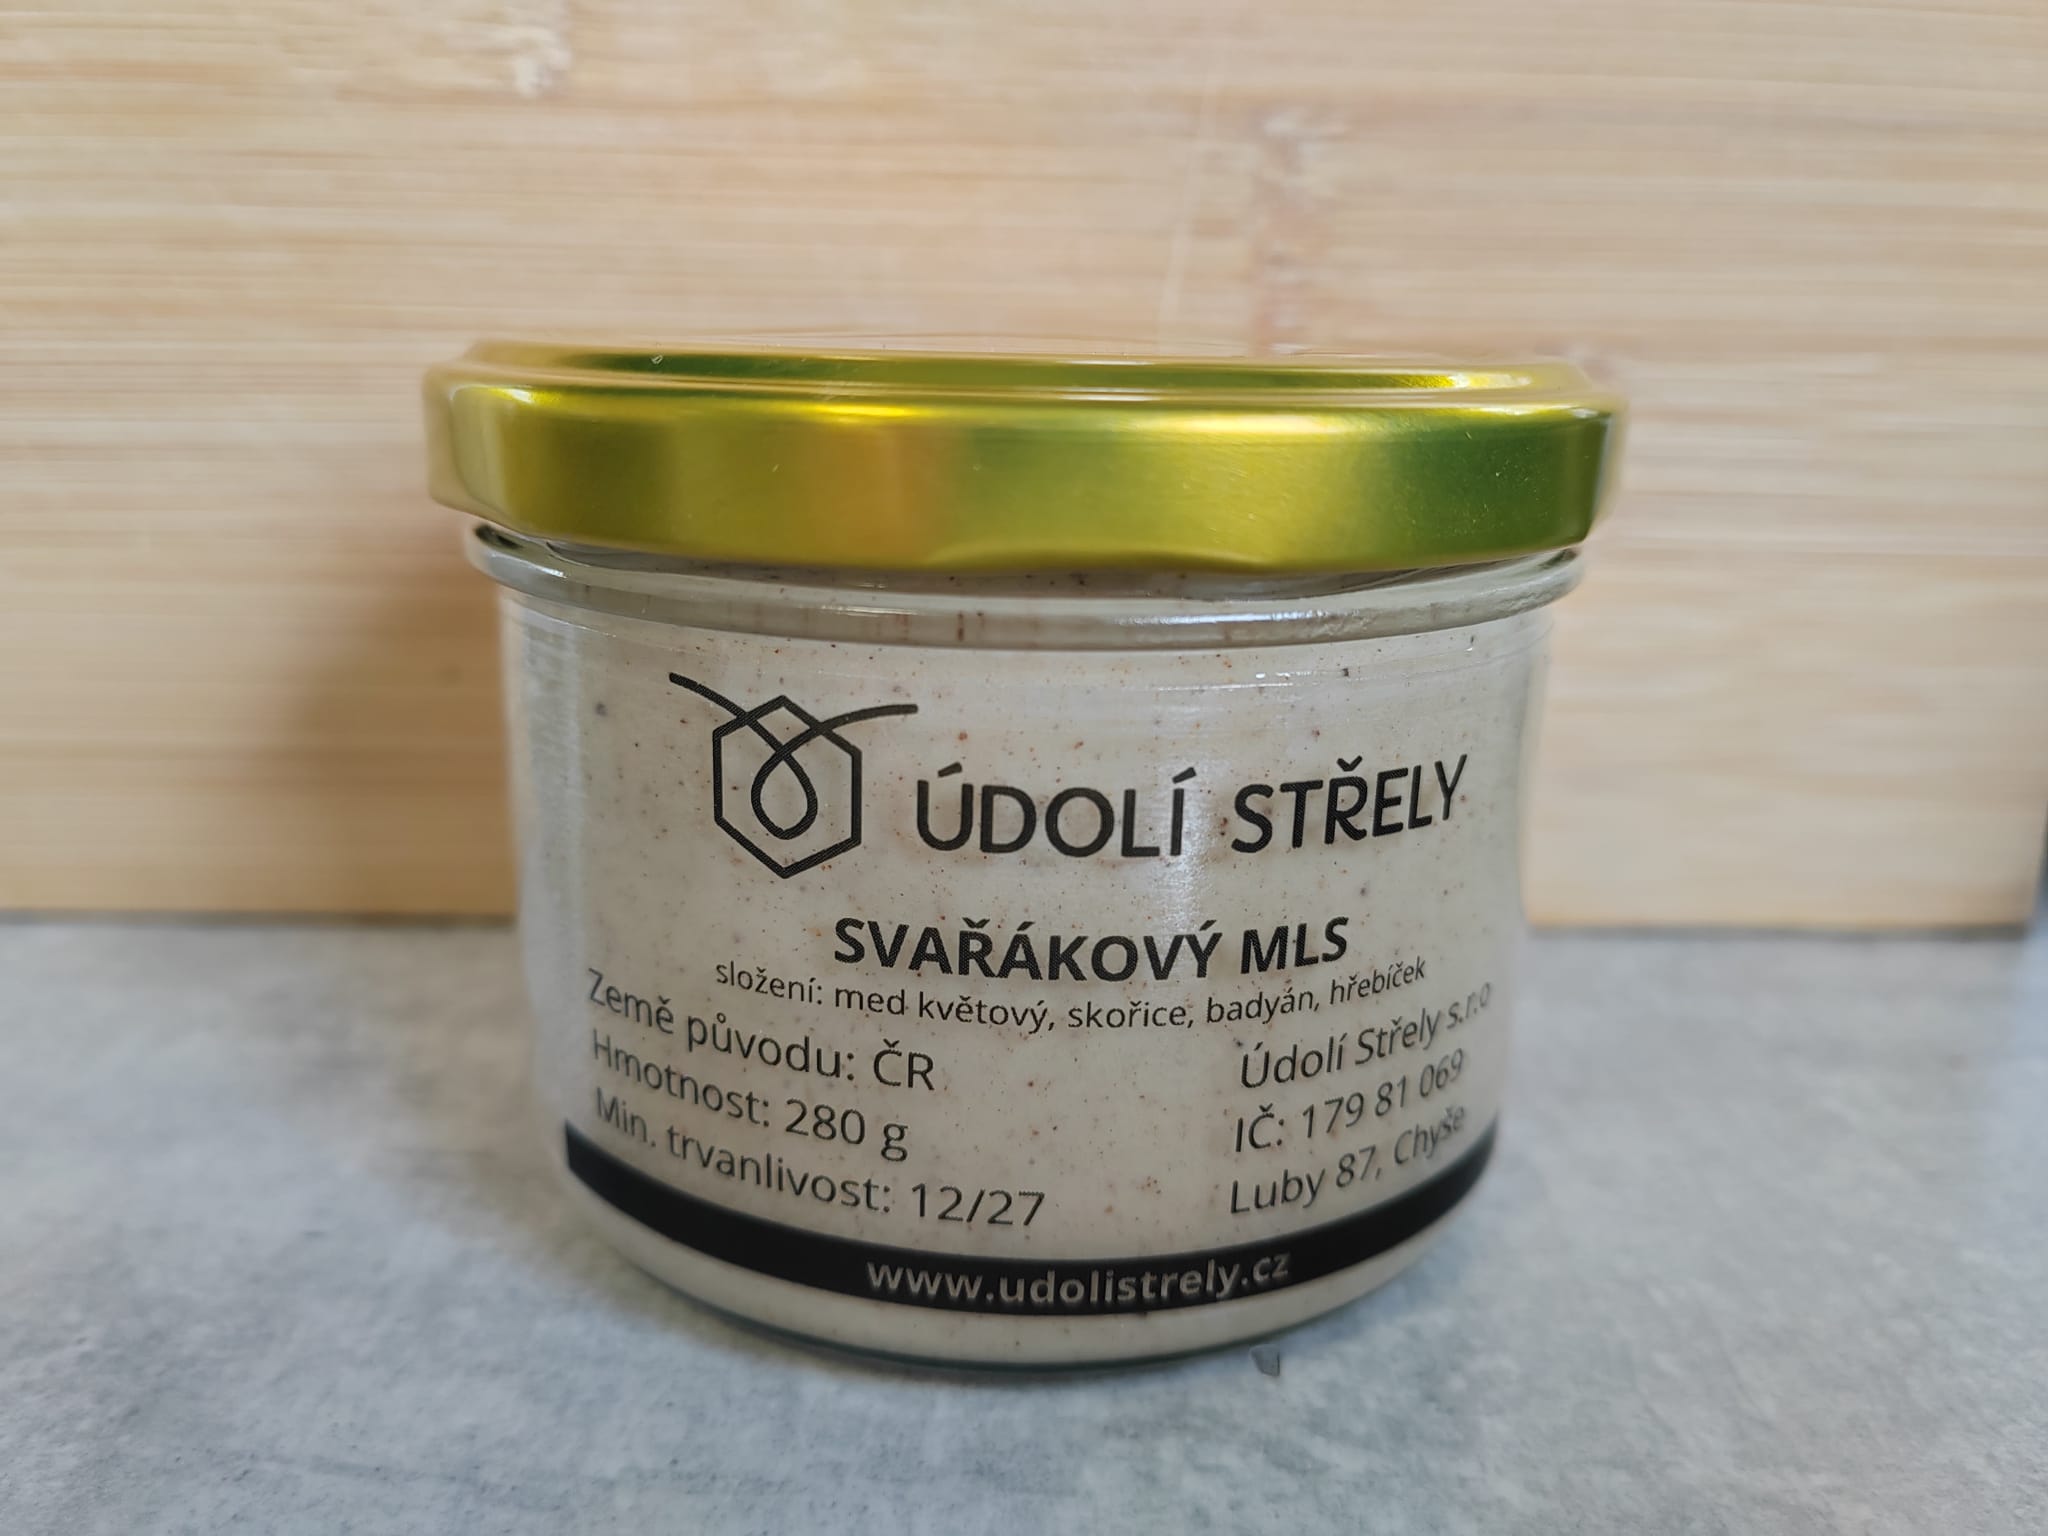 ÚDOLÍ STŘELY
SVAŘÁKOVÝ MLS
složení: med květový, skořice, badyán, hřebíček
Země původu: ČR
Hmotnost: 280 g
Min. trvanlivost: 12/27
Údolí Střely s.r.o
IČ: 179 81 069
Luby 87, Chyše
www.udolistrely.cz